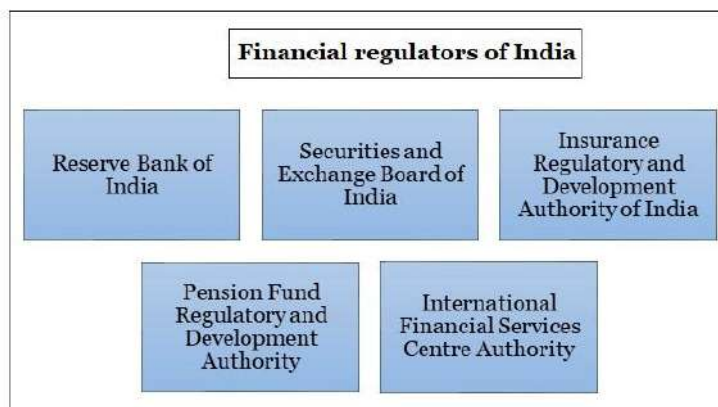 Financial regulators of India
Reserve Bank of
India
Securities and
Exchange Board of
India
Insurance
Regulatory and
Development
Authority of India
Pension Fund
Regulatory and
Development
Authority
International
Financial Services
Centre Authority